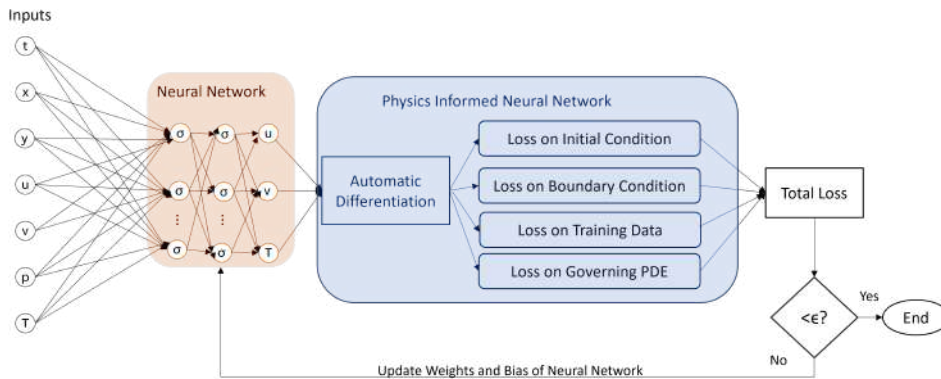 Inputs
t
x
y
u
v
p
T
Neural Network
σ
σ
u
σ
σ
v
⋮
⋮
σ
σ
T
Physics Informed Neural Network
Automatic
Differentiation
Loss on Initial Condition
Loss on Boundary Condition
Loss on Training Data
Loss on Governing PDE
Total Loss
<ϵ?
Yes
End
No
Update Weights and Bias of Neural Network